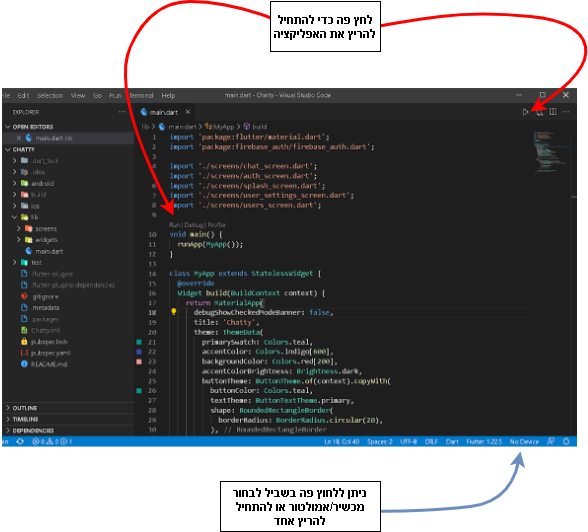 לחץ פה כדי להתחיל
להריץ את האפליקציה
File Edit Selection View Go Run Terminal Help
main.dart - Chatty - Visual Studio Code
EXPLORER
OPEN EDITORS
main.dart lib
CHATTY
.dart_tool
.idea
android
build
ios
lib
screens
widgets
main.dart
test
.flutter-plugins
.flutter-plugins-dependencies
.gitignore
.metadata
.packages
Chatty.iml
pubspec.lock
pubspec.yaml
README.md
OUTLINE
TIMELINE
DEPENDENCIES
main.dart
lib > main.dart > MyApp > build
1 import 'package:flutter/material.dart';
2 import 'package:firebase_auth/firebase_auth.dart';
3
4 import './screens/chat_screen.dart';
5 import './screens/auth_screen.dart';
6 import './screens/splash_screen.dart';
7 import './screens/user_settings_screen.dart';
8 import './screens/users_screen.dart';
9
Run | Debug | Profile
10 void main() {
11 runApp(MyApp());
12 }
13
14 class MyApp extends StatelessWidget {
15 @override
16 Widget build(BuildContext context) {
17 return MaterialApp(
18 debugShowCheckedModeBanner: false,
19 title: 'Chatty',
20 theme: ThemeData(
21 primarySwatch: Colors.teal,
22 accentColor: Colors.indigo[600],
23 backgroundColor: Colors.red[200],
24 accentColorBrightness: Brightness.dark,
25 buttonTheme: ButtonTheme.of(context).copyWith(
26 buttonColor: Colors.teal,
27 textTheme: ButtonTextTheme.primary,
28 shape: RoundedRectangleBorder(
29 borderRadius: BorderRadius.circular(20),
30 ), // RoundedRectangleBorder
0 0 1 Ln 18, Col 40 Spaces: 2 UTF-8 CRLF Dart Flutter: 1.22.5 No Device
ניתן ללחוץ פה בשביל לבחור
מכשיר/אמולטור או להתחיל
להריץ אחד